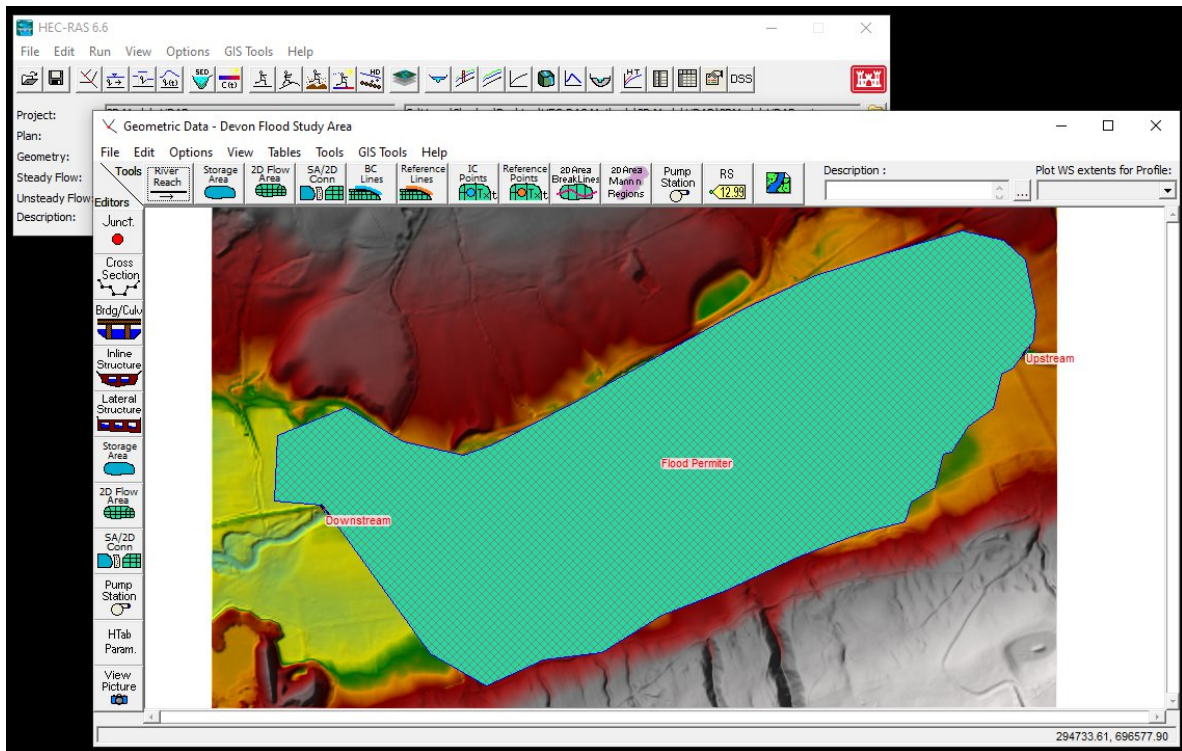 HEC-RAS 6.6
File Edit Run View Options GIS Tools Help
SED
C(t)
HD
HT
DSS
Project:
Plan:
Geometry:
Steady Flow:
Unsteady Flow:
Description:
Geometric Data - Devon Flood Study Area
File Edit Options View Tables Tools GIS Tools Help
Tools
Editors
River Reach
Storage Area
2D Flow Area
SA/2D Conn
BC Lines
Reference Lines
IC Points
Reference Points
2D Area BreakLines
2D Area Mann n Regions
Pump Station
RS
12.99
Description :
...
Plot WS extents for Profile:
Junct.
Cross Section
Brdg/Culv
Inline Structure
Lateral Structure
Storage Area
2D Flow Area
SA/2D Conn
Pump Station
HTab Param.
View Picture
Upstream
Flood Permiter
Downstream
294733.61, 696577.90